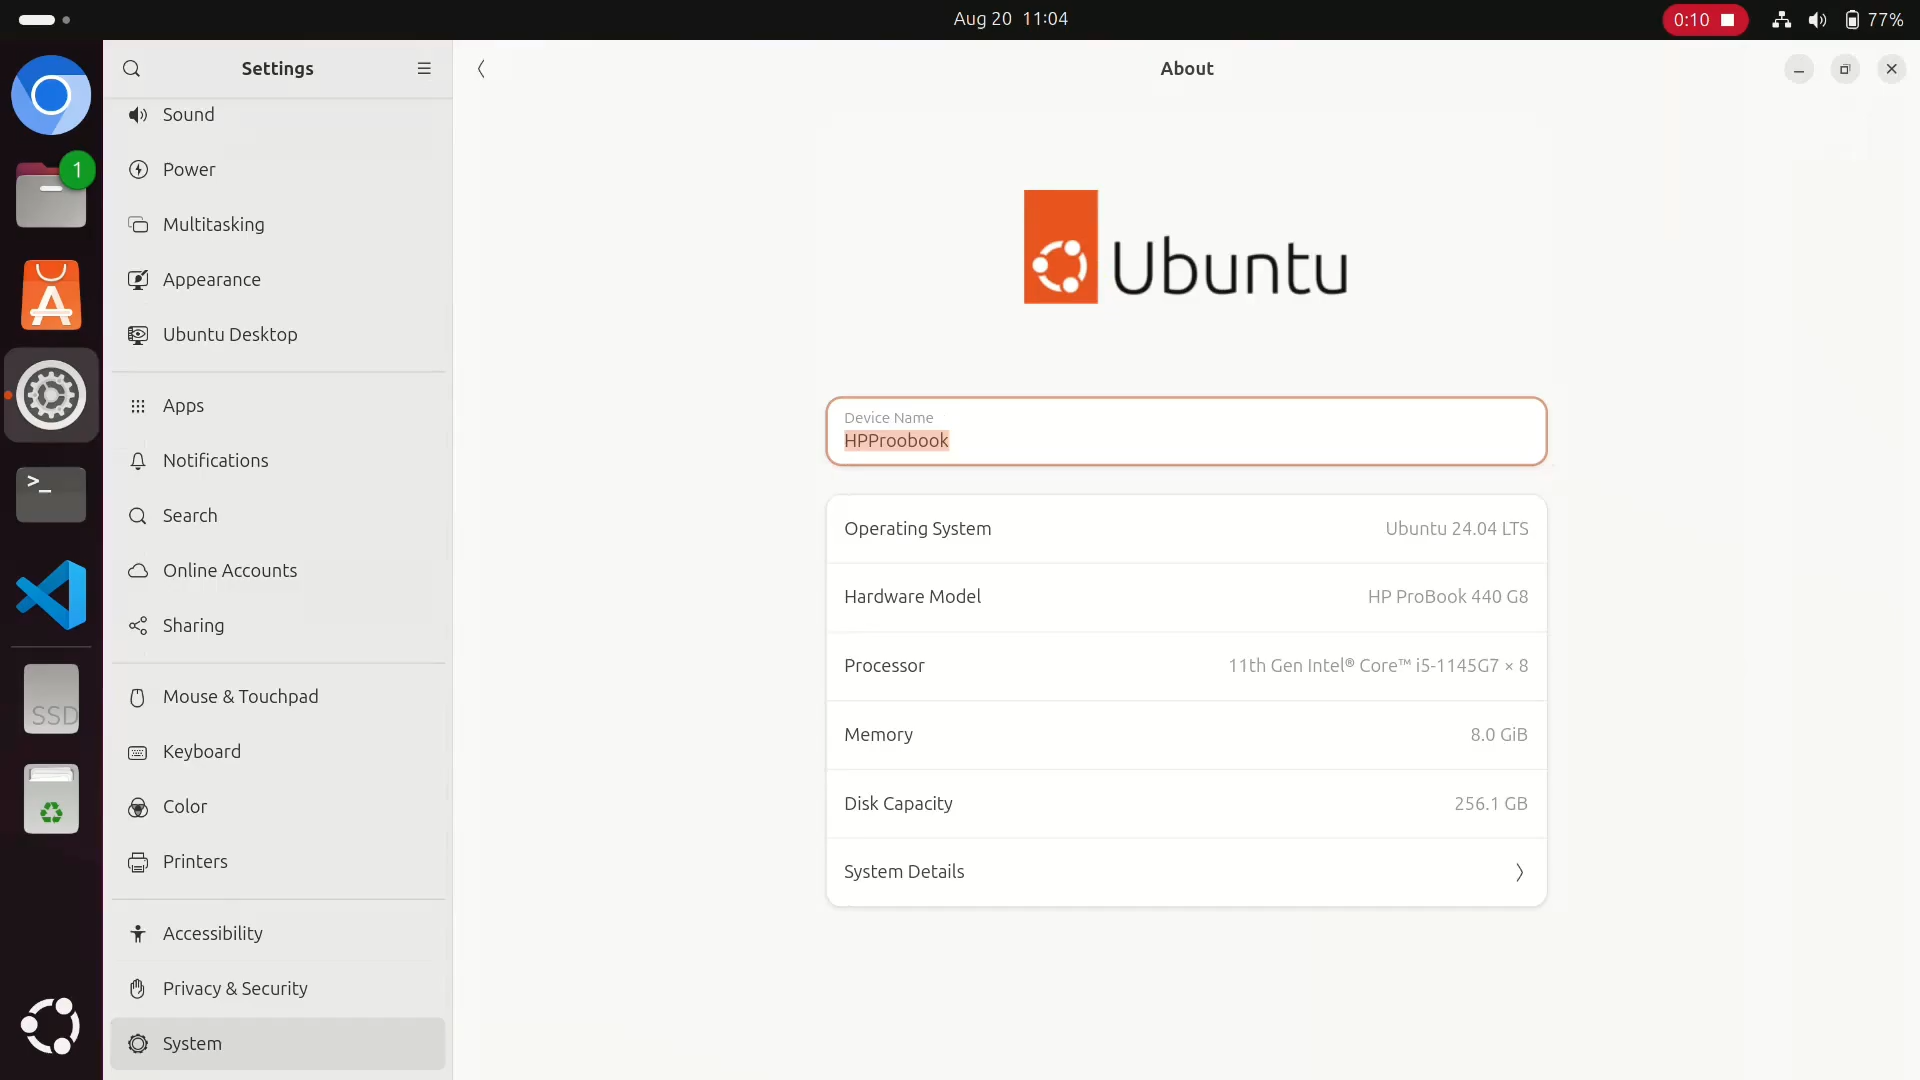 Aug 20 11:04
0:10
77%
Settings
About
1
Sound
Power
Multitasking
Appearance
Ubuntu Desktop
Apps
Notifications
Search
Online Accounts
Sharing
Mouse & Touchpad
Keyboard
Color
Printers
Accessibility
Privacy & Security
System
>_
SSD
Ubuntu
Device Name
HPProobook
Operating System Ubuntu 24.04 LTS
Hardware Model HP ProBook 440 G8
Processor 11th Gen Intel® Core™ i5-1145G7 × 8
Memory 8.0 GiB
Disk Capacity 256.1 GB
System Details